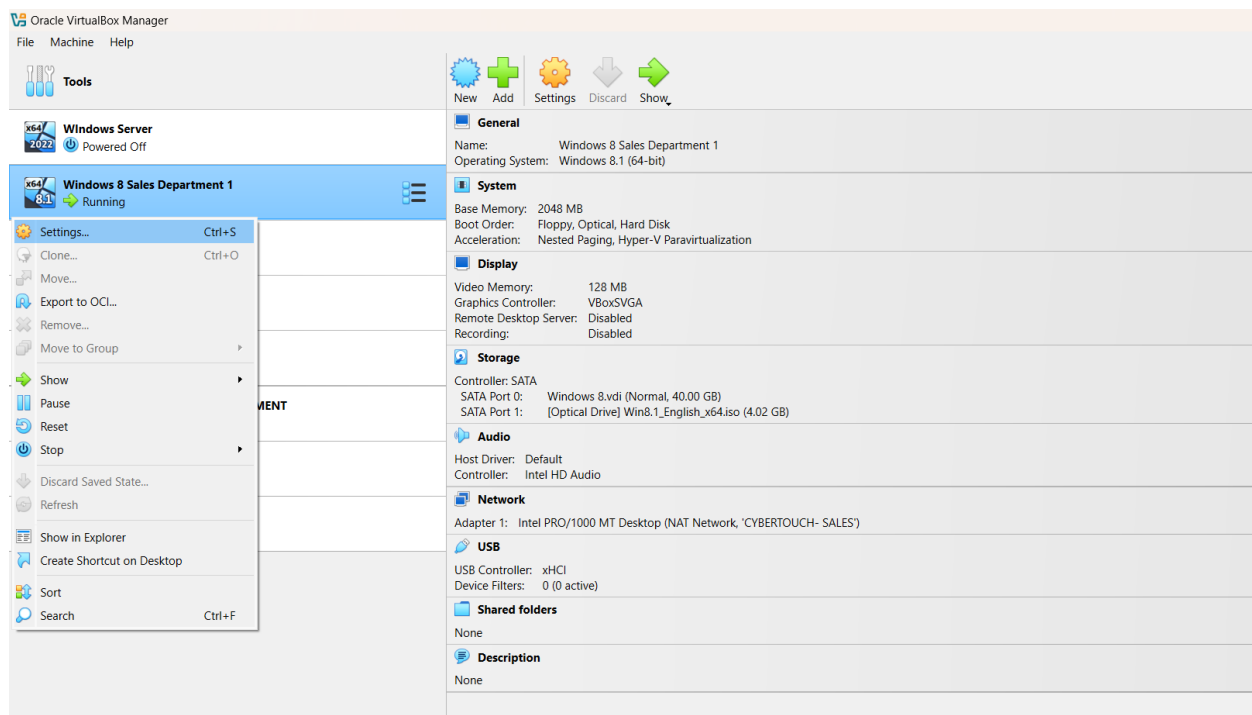 Oracle VirtualBox Manager
File Machine Help
Tools
New Add Settings Discard Show
x64 2022 WIndows Server
Powered Off
x64 8.1 Windows 8 Sales Department 1
Running
Settings... Ctrl+S
Clone... Ctrl+O
Move...
Export to OCI...
Remove...
Move to Group
Show
Pause
Reset
Stop
Discard Saved State...
Refresh
Show in Explorer
Create Shortcut on Desktop
Sort
Search Ctrl+F
MENT
General
Name: Windows 8 Sales Department 1
Operating System: Windows 8.1 (64-bit)
System
Base Memory: 2048 MB
Boot Order: Floppy, Optical, Hard Disk
Acceleration: Nested Paging, Hyper-V Paravirtualization
Display
Video Memory: 128 MB
Graphics Controller: VBoxSVGA
Remote Desktop Server: Disabled
Recording: Disabled
Storage
Controller: SATA
SATA Port 0: Windows 8.vdi (Normal, 40.00 GB)
SATA Port 1: [Optical Drive] Win8.1_English_x64.iso (4.02 GB)
Audio
Host Driver: Default
Controller: Intel HD Audio
Network
Adapter 1: Intel PRO/1000 MT Desktop (NAT Network, 'CYBERTOUCH- SALES')
USB
USB Controller: xHCI
Device Filters: 0 (0 active)
Shared folders
None
Description
None